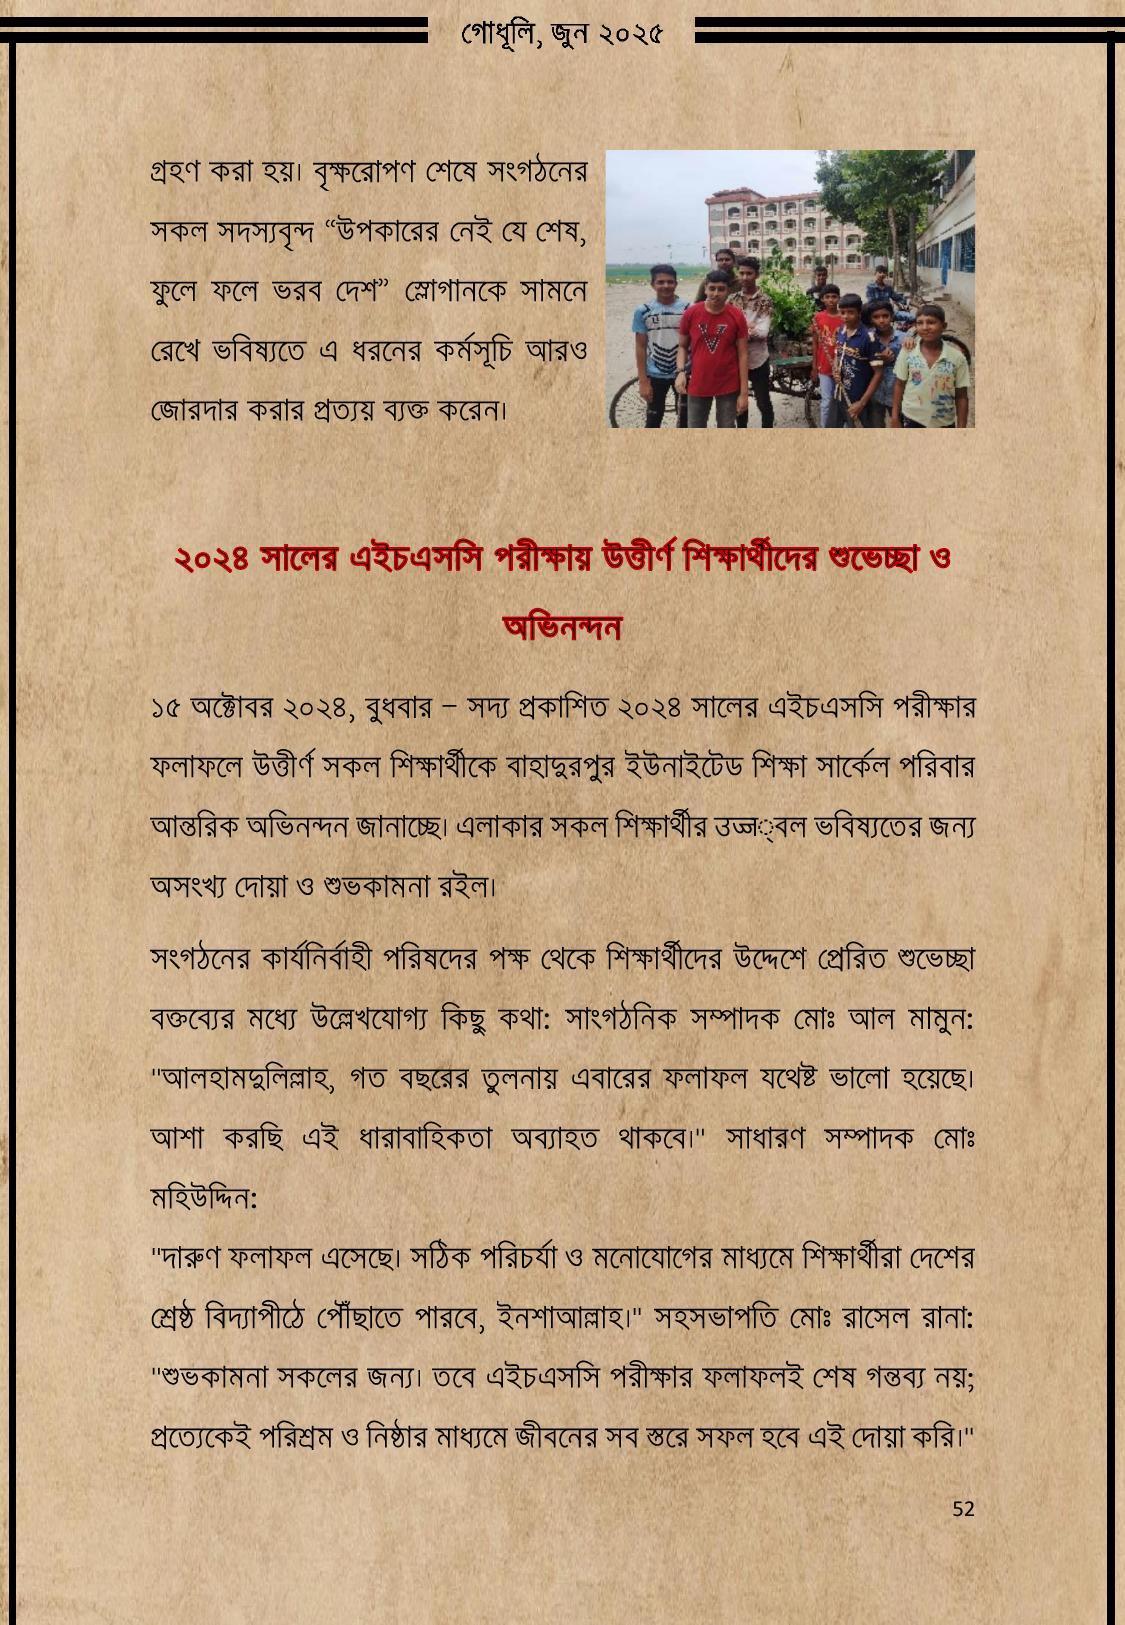 গোধূলি, জুন ২০২৫
গ্রহণ করা হয়। বৃক্ষরোপণ শেষে সংগঠনের
সকল সদস্যবৃন্দ “উপকারের নেই যে শেষ,
ফুলে ফলে ভরব দেশ” স্লোগানকে সামনে
রেখে ভবিষ্যতে এ ধরনের কর্মসূচি আরও
জোরদার করার প্রত্যয় ব্যক্ত করেন।
২০২৪ সালের এইচএসসি পরীক্ষায় উত্তীর্ণ শিক্ষার্থীদের শুভেচ্ছা ও
অভিনন্দন
১৫ অক্টোবর ২০২৪, বুধবার – সদ্য প্রকাশিত ২০২৪ সালের এইচএসসি পরীক্ষার
ফলাফলে উত্তীর্ণ সকল শিক্ষার্থীকে বাহাদুরপুর ইউনাইটেড শিক্ষা সার্কেল পরিবার
আন্তরিক অভিনন্দন জানাচ্ছে। এলাকার সকল শিক্ষার্থীর উজ্জ্বল ভবিষ্যতের জন্য
অসংখ্য দোয়া ও শুভকামনা রইল।
সংগঠনের কার্যনির্বাহী পরিষদের পক্ষ থেকে শিক্ষার্থীদের উদ্দেশে প্রেরিত শুভেচ্ছা
বক্তব্যের মধ্যে উল্লেখযোগ্য কিছু কথা: সাংগঠনিক সম্পাদক মোঃ আল মামুন:
"আলহামদুলিল্লাহ, গত বছরের তুলনায় এবারের ফলাফল যথেষ্ট ভালো হয়েছে।
আশা করছি এই ধারাবাহিকতা অব্যাহত থাকবে।" সাধারণ সম্পাদক মোঃ
মহিউদ্দিন:
"দারুণ ফলাফল এসেছে। সঠিক পরিচর্যা ও মনোযোগের মাধ্যমে শিক্ষার্থীরা দেশের
শ্রেষ্ঠ বিদ্যাপীঠে পৌঁছাতে পারবে, ইনশাআল্লাহ।" সহসভাপতি মোঃ রাসেল রানা:
"শুভকামনা সকলের জন্য। তবে এইচএসসি পরীক্ষার ফলাফলই শেষ গন্তব্য নয়;
প্রত্যেকেই পরিশ্রম ও নিষ্ঠার মাধ্যমে জীবনের সব স্তরে সফল হবে এই দোয়া করি।"
52